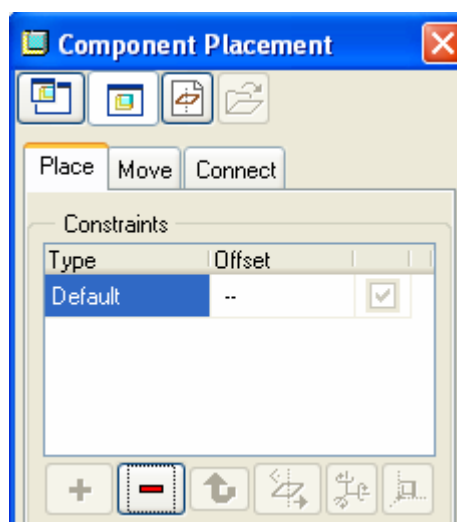 Component Placement
Place Move Connect
Constraints
Type Offset
Default --